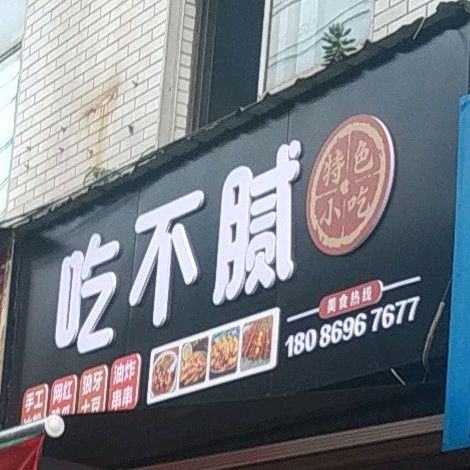 吃不腻
特色
小吃
美食热线
180 8696 7677
手工
网红
狼牙
土豆
油炸
串串